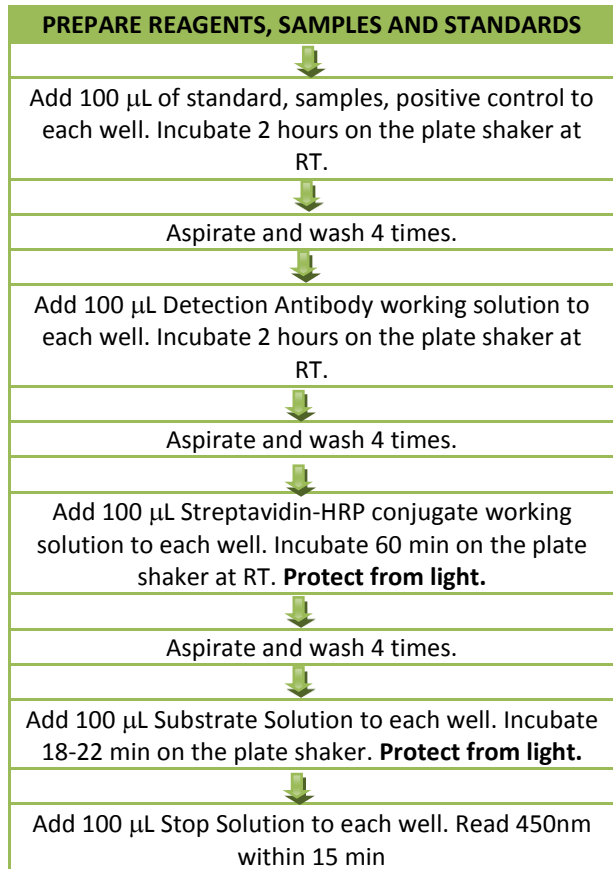 PREPARE REAGENTS, SAMPLES AND STANDARDS
Add 100 μL of standard, samples, positive control to
each well. Incubate 2 hours on the plate shaker at
RT.
Aspirate and wash 4 times.
Add 100 μL Detection Antibody working solution to
each well. Incubate 2 hours on the plate shaker at
RT.
Aspirate and wash 4 times.
Add 100 μL Streptavidin-HRP conjugate working
solution to each well. Incubate 60 min on the plate
shaker at RT. Protect from light.
Aspirate and wash 4 times.
Add 100 μL Substrate Solution to each well. Incubate
18-22 min on the plate shaker. Protect from light.
Add 100 μL Stop Solution to each well. Read 450nm
within 15 min